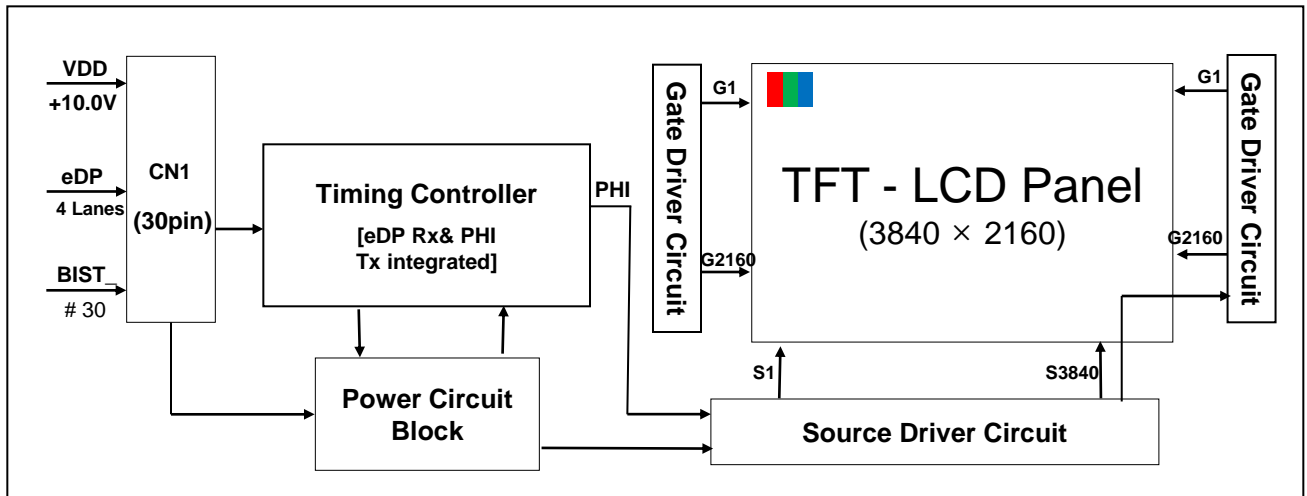 VDD
+10.0V
eDP
4 Lanes
BIST_
# 30
CN1
(30pin)
Timing Controller
[eDP Rx& PHI
Tx integrated]
PHI
Power Circuit
Block
Gate Driver Circuit
G1
G2160
TFT - LCD Panel
(3840 × 2160)
G1
G2160
Gate Driver Circuit
S1
S3840
Source Driver Circuit